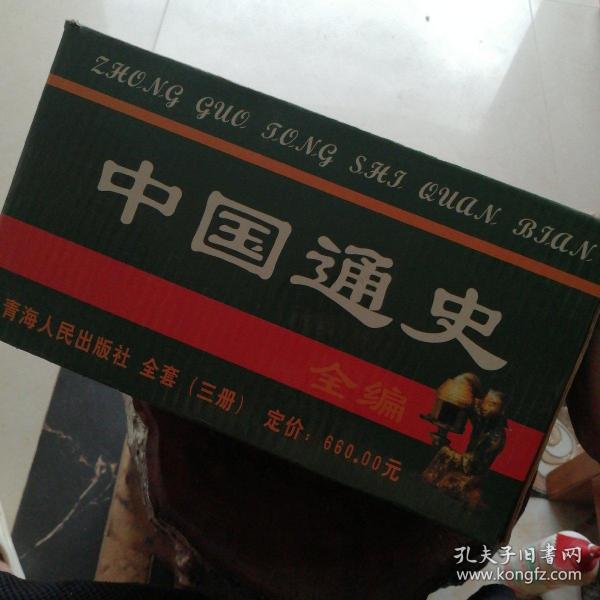 ZHONG GUO TONG SHI QUAN BIAN
中国通史
全编
青海人民出版社 全套（三册） 定价：660.00元
孔夫子旧书网
www.kongfz.com